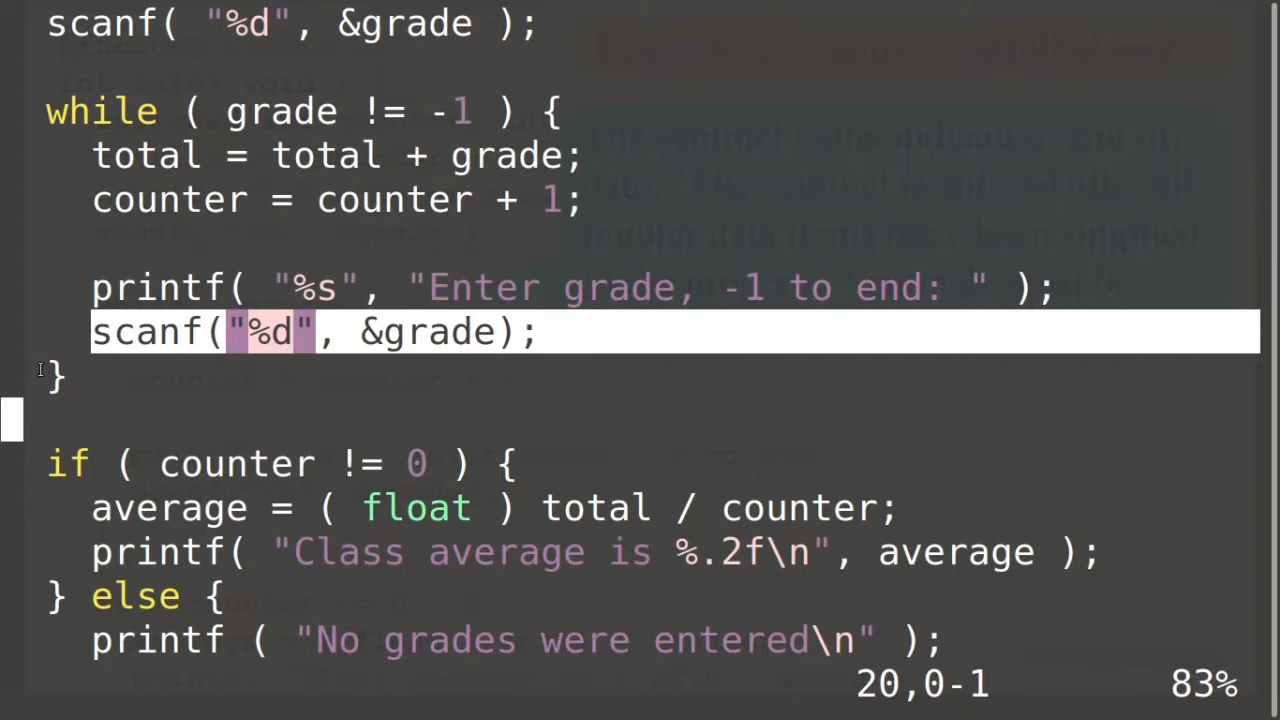 scanf( "%d", &grade );
while ( grade != -1 ) {
total = total + grade;
counter = counter + 1;
printf( "%s", "Enter grade, -1 to end: " );
scanf("%d", &grade);
}
if ( counter != 0 ) {
average = ( float ) total / counter;
printf( "Class average is %.2f\n", average );
} else {
printf ( "No grades were entered\n" );
20,0-1 83%